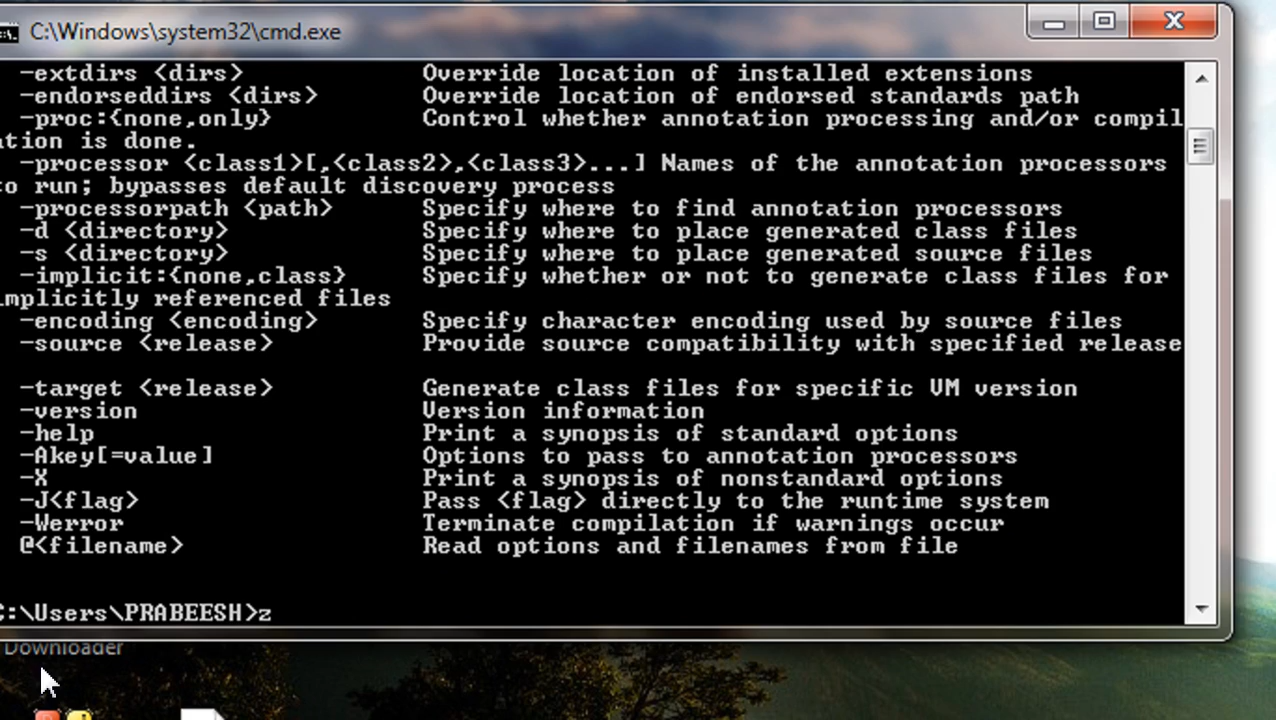 C:\Windows\system32\cmd.exe
-extdirs <dirs> Override location of installed extensions
-endorseddirs <dirs> Override location of endorsed standards path
-proc:{none,only} Control whether annotation processing and/or compil
ation is done.
-processor <class1>[,<class2>,<class3>...] Names of the annotation processors
to run; bypasses default discovery process
-processorpath <path> Specify where to find annotation processors
-d <directory> Specify where to place generated class files
-s <directory> Specify where to place generated source files
-implicit:{none,class} Specify whether or not to generate class files for
implicitly referenced files
-encoding <encoding> Specify character encoding used by source files
-source <release> Provide source compatibility with specified release
-target <release> Generate class files for specific VM version
-version Version information
-help Print a synopsis of standard options
-Akey[=value] Options to pass to annotation processors
-X Print a synopsis of nonstandard options
-J<flag> Pass <flag> directly to the runtime system
-Werror Terminate compilation if warnings occur
@<filename> Read options and filenames from file
C:\Users\PRABEESH>z
Downloader